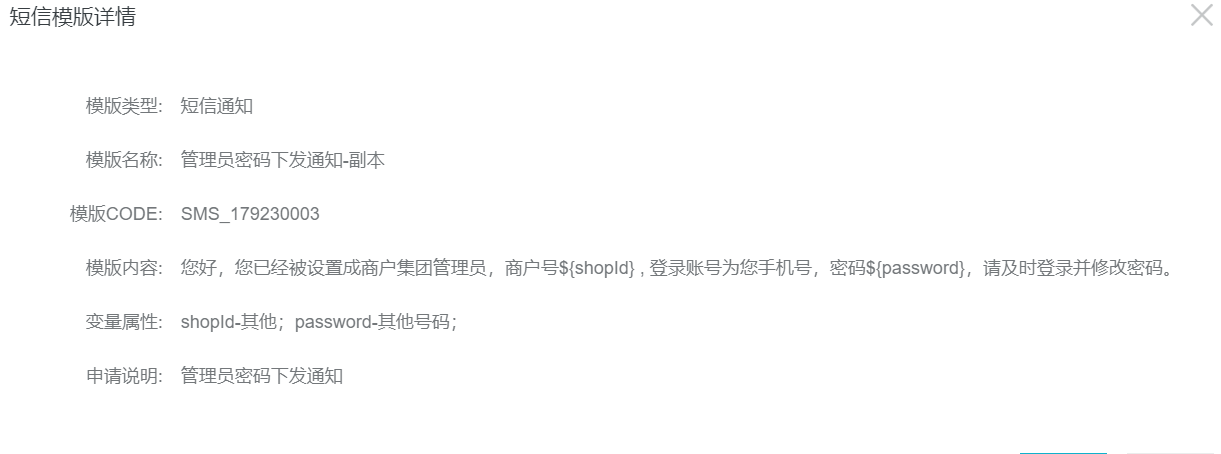 短信模版详情
模版类型: 短信通知
模版名称: 管理员密码下发通知-副本
模版CODE: SMS_179230003
模版内容: 您好，您已经被设置成商户集团管理员，商户号${shopId} , 登录账号为您手机号，密码${password}，请及时登录并修改密码。
变量属性: shopId-其他；password-其他号码；
申请说明: 管理员密码下发通知